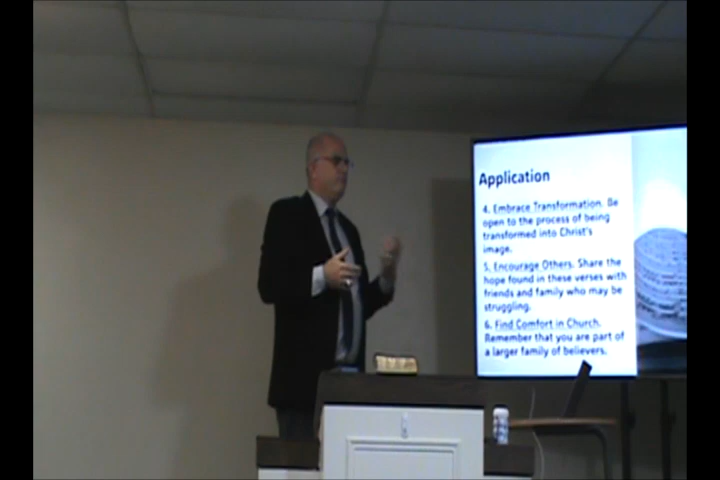 Application
4. Embrace Transformation. Be
open to the process of being
transformed into Christ's
image.
5. Encourage Others. Share the
hope found in these verses with
friends and family who may be
struggling.
6. Find Comfort in Church.
Remember that you are part of
a larger family of believers.